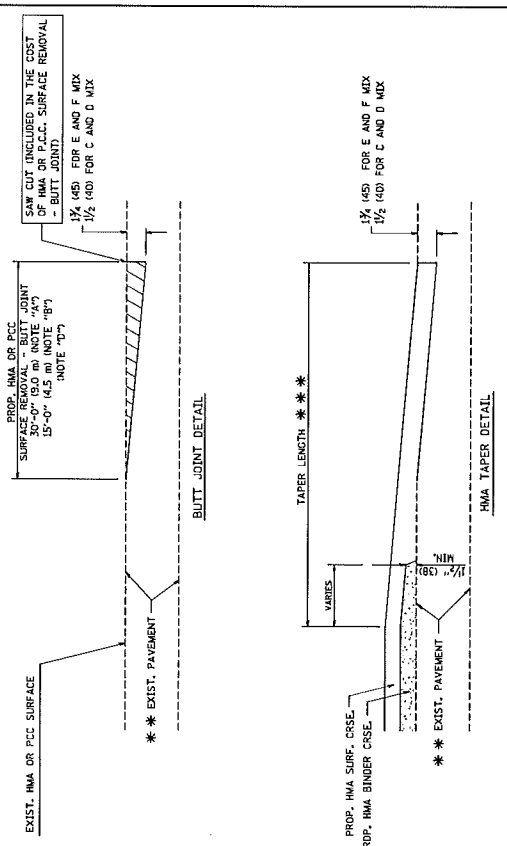 PROP. HMA OR PCC
SURFACE REMOVAL - BUTT JOINT
30'-0" (9.0 m) (NOTE "A")
15'-0" (4.5 m) (NOTE "B")
(NOTE "D")
SAW CUT (INCLUDED IN THE COST
OF HMA OR P.C.C. SURFACE REMOVAL
- BUTT JOINT)
1¾ (45) FOR E AND F MIX
1½ (40) FOR C AND D MIX
EXIST. HMA OR PCC SURFACE
** EXIST. PAVEMENT
BUTT JOINT DETAIL
TAPER LENGTH ***
1¾ (45) FOR E AND F MIX
1½ (40) FOR C AND D MIX
VARIES
PROP. HMA SURF. CRSE.
PROP. HMA BINDER CRSE.
1½" (38)
MIN.
** EXIST. PAVEMENT
HMA TAPER DETAIL